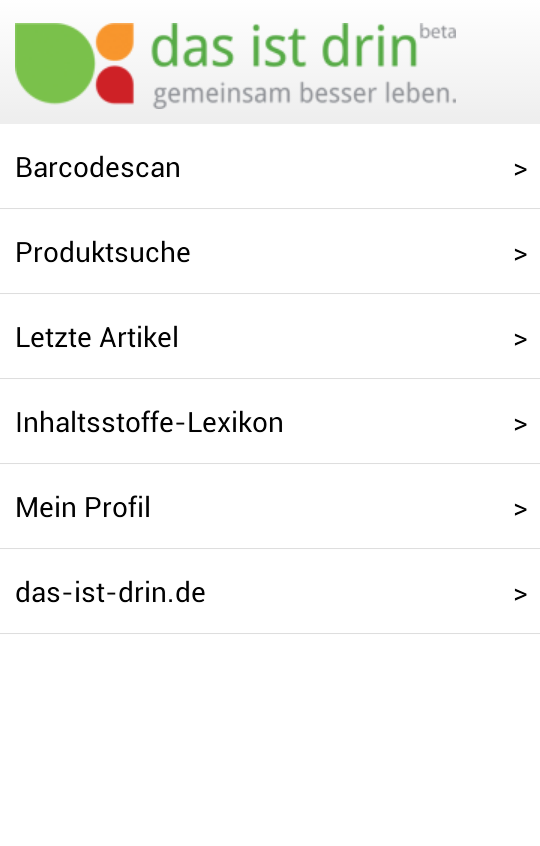 das ist drin beta
gemeinsam besser leben.
Barcodescan >
Produktsuche >
Letzte Artikel >
Inhaltsstoffe-Lexikon >
Mein Profil >
das-ist-drin.de >